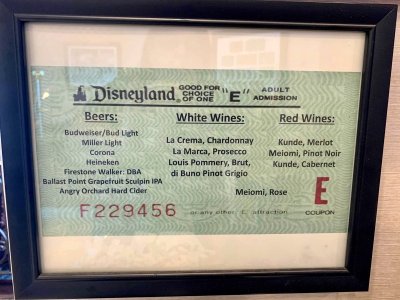 Disneyland® GOOD FOR CHOICE OF ONE "E" ADULT ADMISSION
Beers:
Budweiser/Bud Light
Miller Light
Corona
Heineken
Firestone Walker: DBA
Ballast Point Grapefruit Sculpin IPA
Angry Orchard Hard Cider
White Wines:
La Crema, Chardonnay
La Marca, Prosecco
Louis Pommery, Brut,
di Buno Pinot Grigio
Red Wines:
Kunde, Merlot
Meiomi, Pinot Noir
Kunde, Cabernet
Meiomi, Rose
F229456
or any other E attraction
E
COUPON